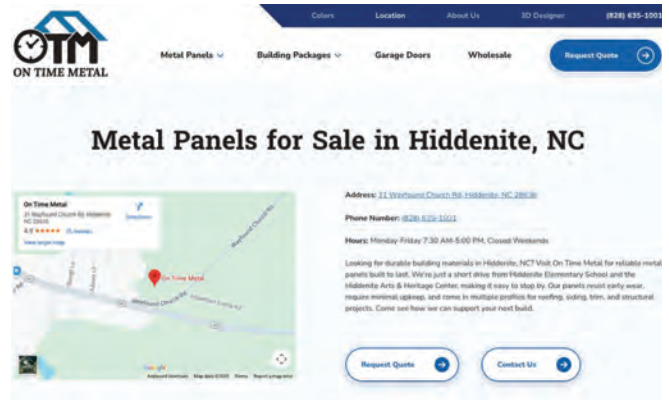 Colors Location About Us 3D Designer (828) 635-1001
OTM
ON TIME METAL
Metal Panels Building Packages Garage Doors Wholesale Request Quote
Metal Panels for Sale in Hiddenite, NC
On Time Metal
Directions
4.9
View larger map
On Time Metal
Google
Address: 31 Wayfound Church Rd, Hiddenite, NC 28636
Phone Number: (828) 635-1001
Hours: Monday-Friday 7:30 AM-5:00 PM, Closed Weekends
Looking for durable building materials in Hiddenite, NC? Visit On Time Metal for reliable metal
panels built to last. We're just a short drive from Hiddenite Elementary School and the
Hiddenite Arts & Heritage Center, making it easy to stop by. Our panels resist early wear,
require minimal upkeep, and come in multiple profiles for roofing, siding, trim, and structural
projects. Come see how we can support your next build.
Request Quote
Contact Us